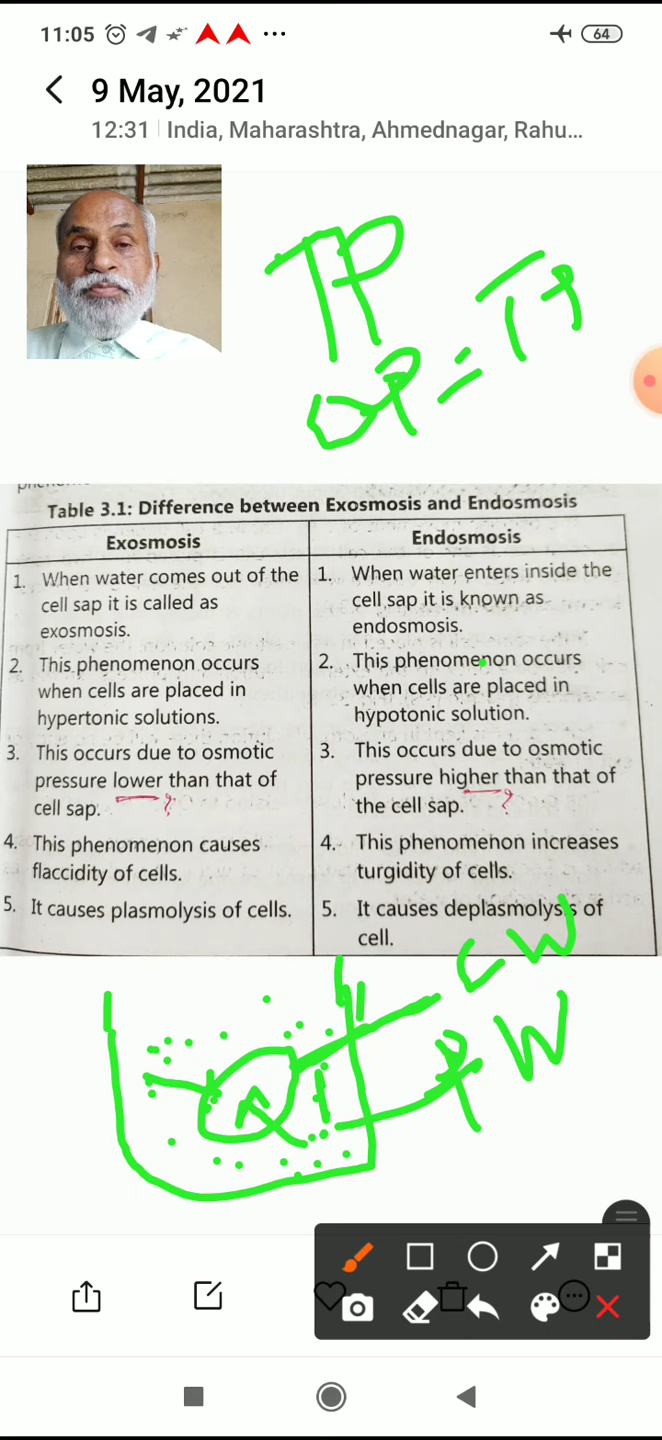 11:05
64
9 May, 2021
12:31 | India, Maharashtra, Ahmednagar, Rahu...
TP
OP = TP
Table 3.1: Difference between Exosmosis and Endosmosis
Exosmosis
1. When water comes out of the
cell sap it is called as
exosmosis.
2. This phenomenon occurs
when cells are placed in
hypertonic solutions.
3. This occurs due to osmotic
pressure lower than that of
cell sap. ?
4. This phenomenon causes
flaccidity of cells.
5. It causes plasmolysis of cells.
Endosmosis
1. When water enters inside the
cell sap it is known as
endosmosis.
2. This phenomenon occurs
when cells are placed in
hypotonic solution.
3. This occurs due to osmotic
pressure higher than that of
the cell sap. ?
4. This phenomehon increases
turgidity of cells.
5. It causes deplasmolysis of
cell.
CW
W